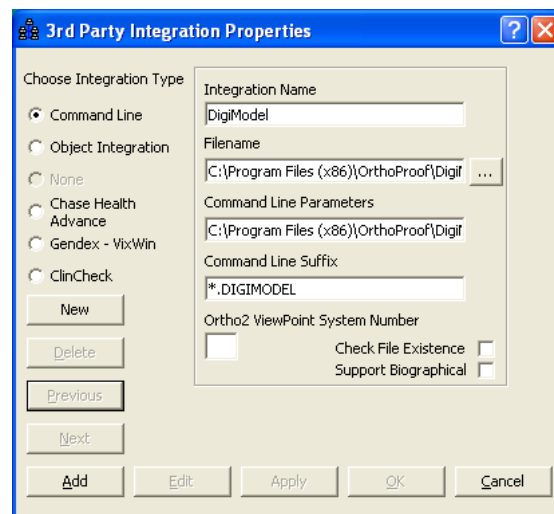 3rd Party Integration Properties
Choose Integration Type
Command Line
Object Integration
None
Chase Health
Advance
Gendex - VixWin
ClinCheck
New
Delete
Previous
Next
Integration Name
DigiModel
Filename
C:\Program Files (x86)\OrthoProof\Digi
...
Command Line Parameters
C:\Program Files (x86)\OrthoProof\Digi
Command Line Suffix
*.DIGIMODEL
Ortho2 ViewPoint System Number
Check File Existence
Support Biographical
Add
Edit
Apply
OK
Cancel